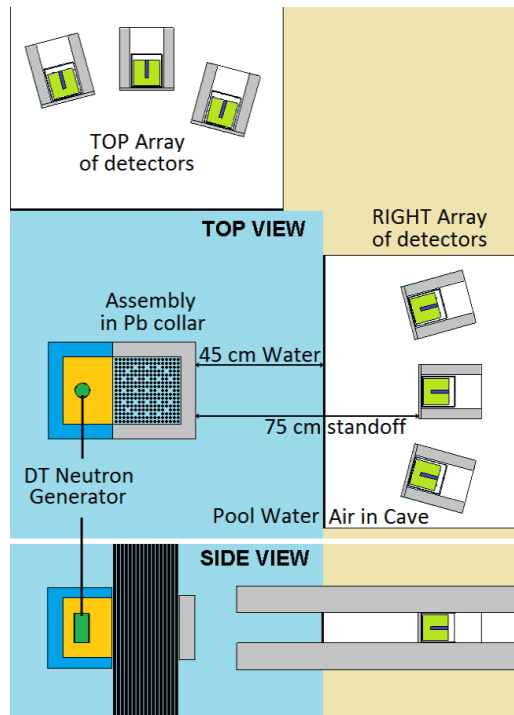 TOP Array
of detectors
TOP VIEW
RIGHT Array
of detectors
Assembly
in Pb collar
45 cm Water
75 cm standoff
DT Neutron
Generator
Pool Water
Air in Cave
SIDE VIEW